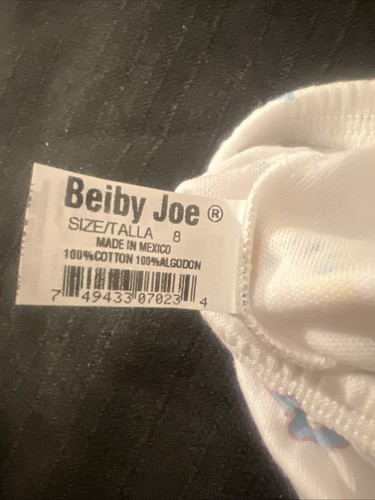 Beiby Joe ®
SIZE/TALLA 8
MADE IN MEXICO
100%COTTON 100%ALGODON
7 49433 07023 4